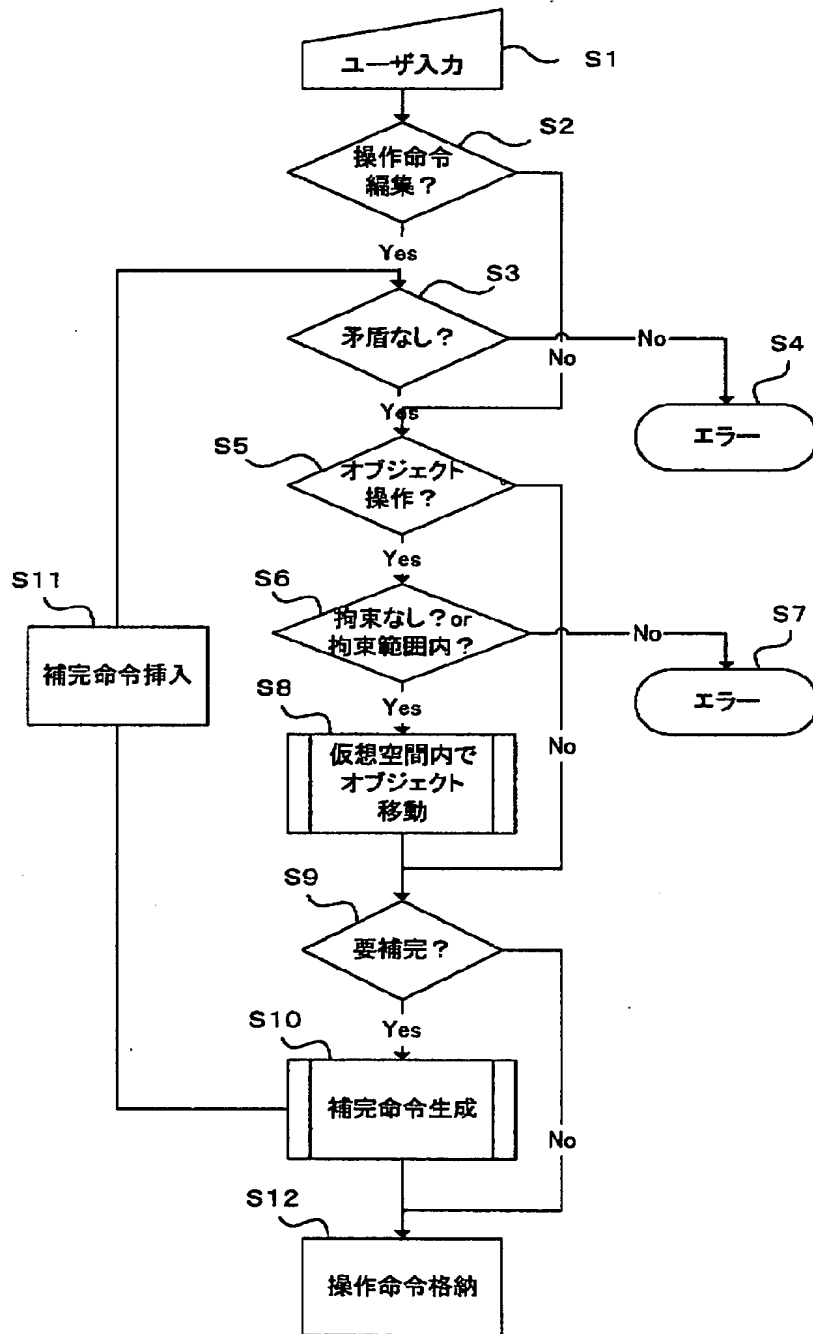 ユーザ入力
S1
S2
操作命令
編集？
Yes
S3
矛盾なし？
No
No
S4
エラー
Yes
S5
オブジェクト
操作？
Yes
S11
S6
拘束なし？or
拘束範囲内？
No
S7
エラー
補完命令挿入
Yes
S8
仮想空間内で
オブジェクト
移動
No
S9
要補完？
Yes
S10
補完命令生成
No
S12
操作命令格納